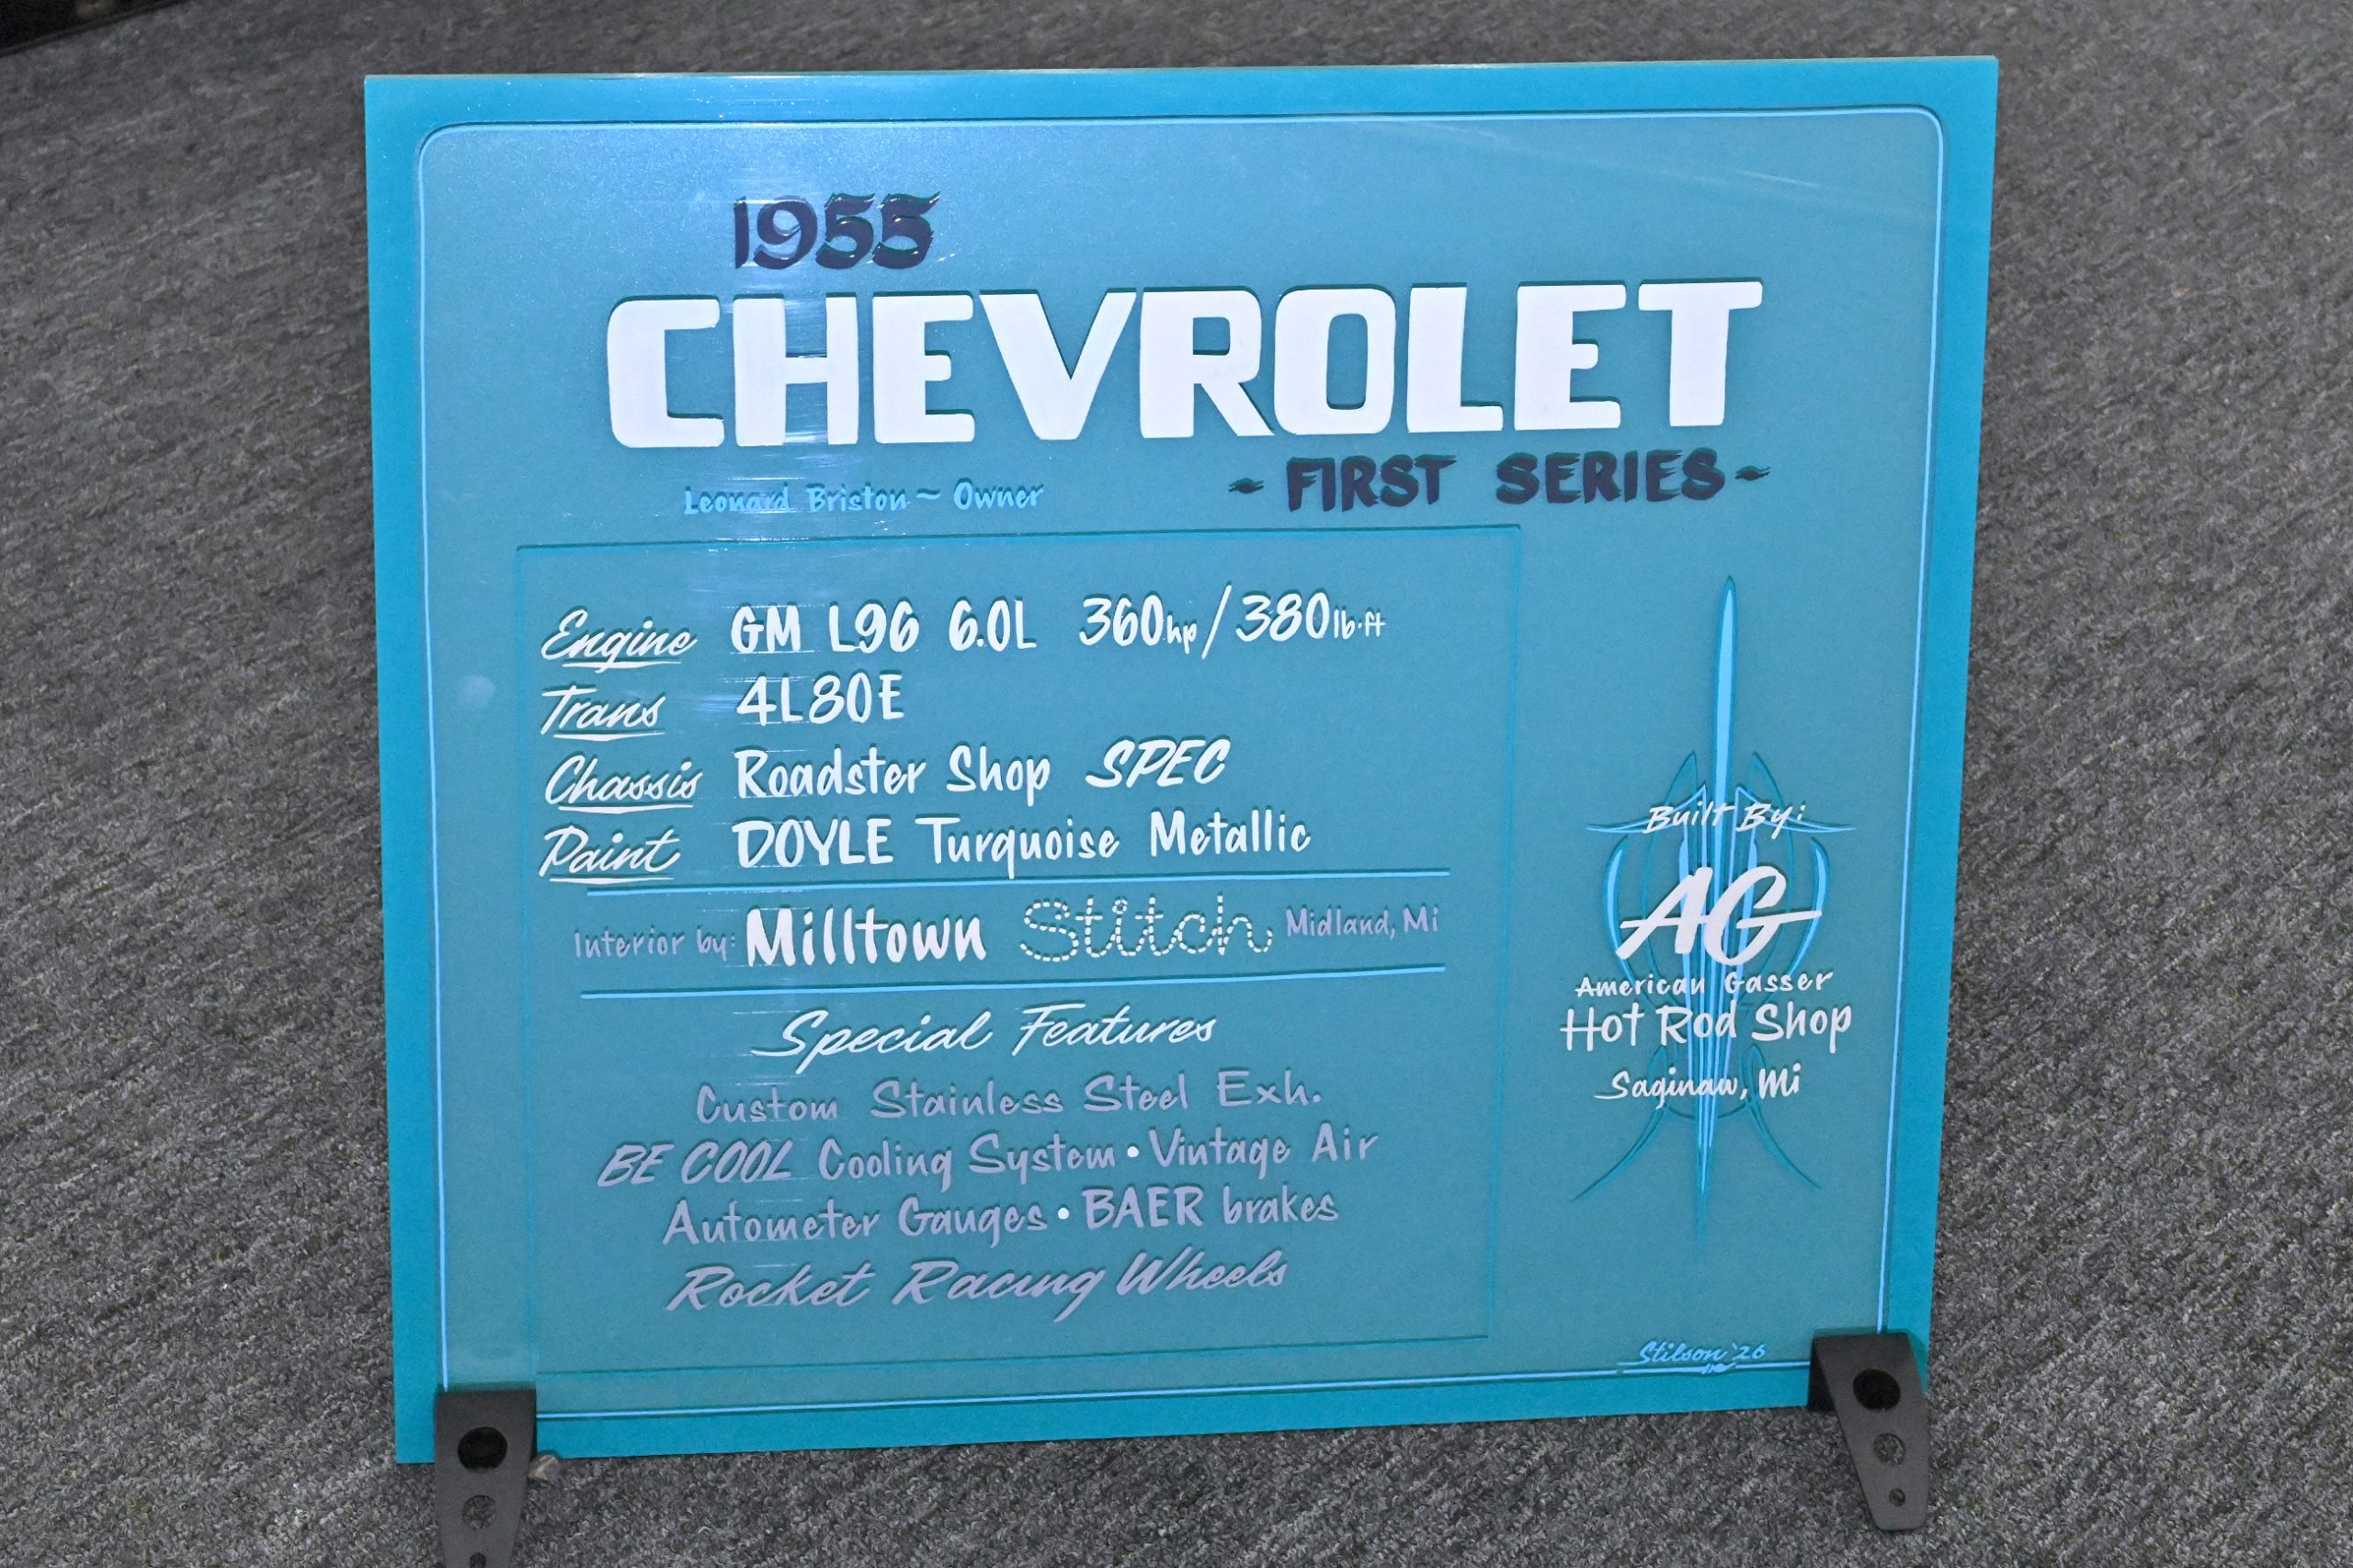 1955
CHEVROLET
- FIRST SERIES -
Leonard Briston ~ Owner
Engine GM L96 6.0L 360hp/380lb·ft
Trans 4L80E
Chassis Roadster Shop SPEC
Paint DOYLE Turquoise Metallic
Interior by: Milltown Stitch Midland, Mi
Special Features
Custom Stainless Steel Exh.
BE COOL Cooling System • Vintage Air
Autometer Gauges • BAER brakes
Rocket Racing Wheels
Built By:
AG
American Gasser
Hot Rod Shop
Saginaw, Mi
Stilson '26